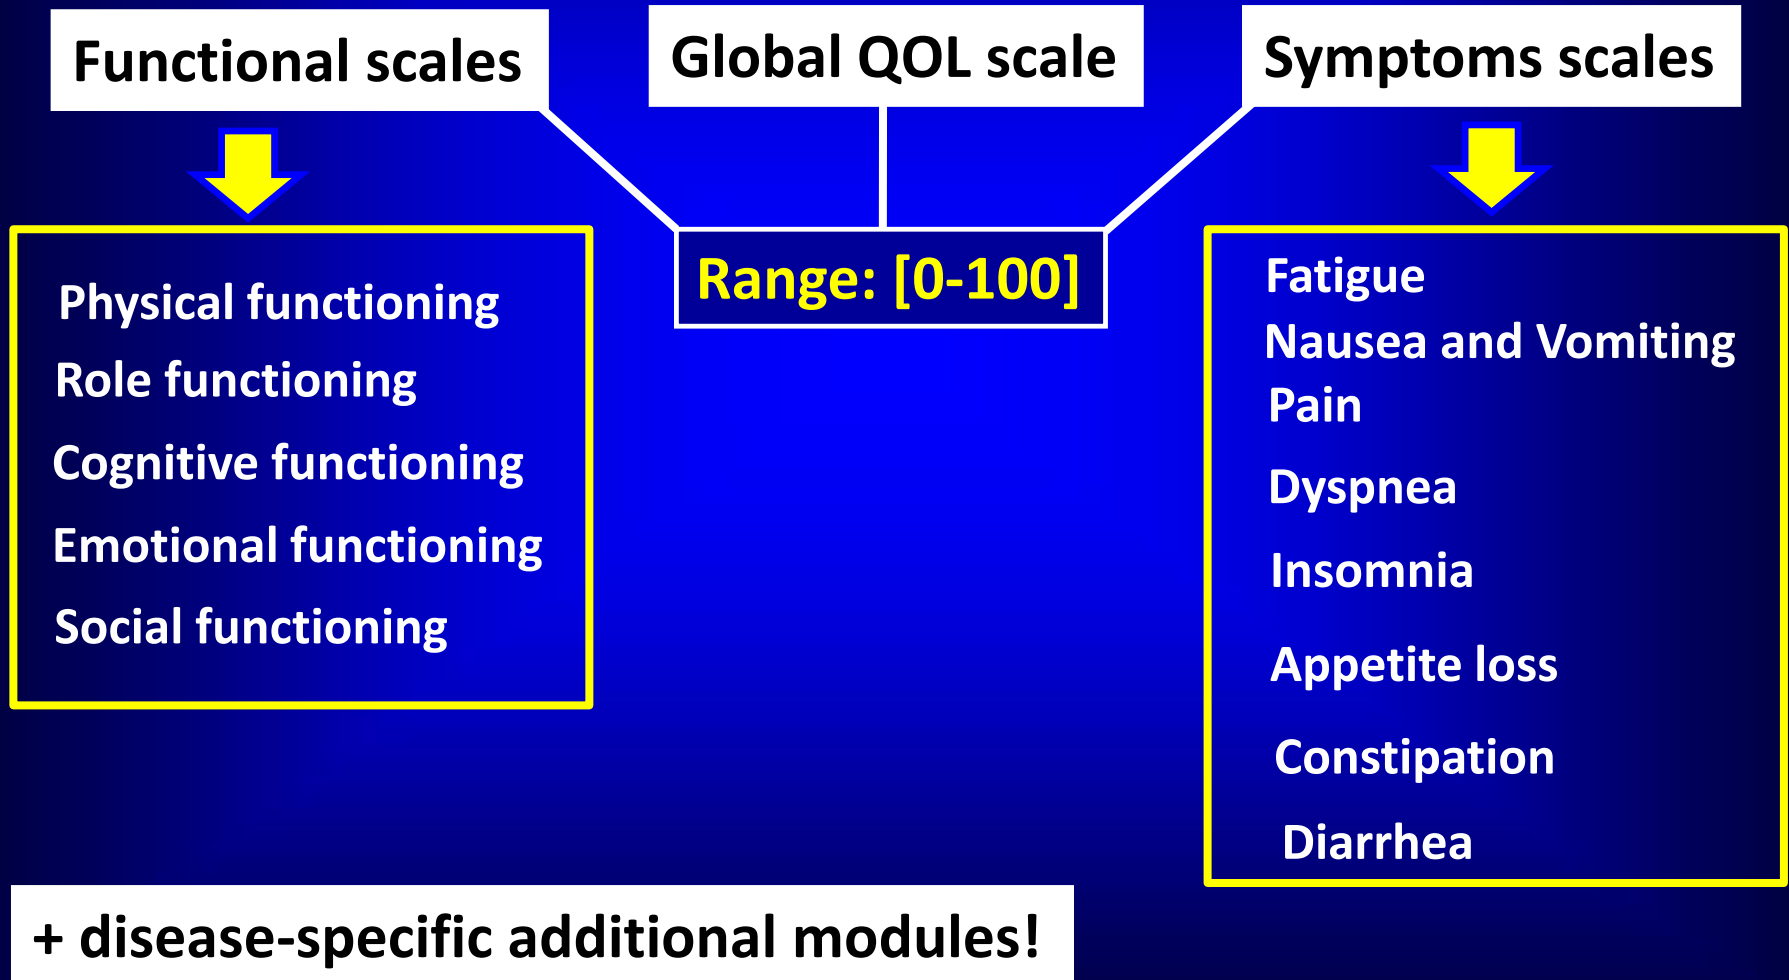 Functional scales
Global QOL scale
Symptoms scales
Range: [0-100]
Physical functioning
Role functioning
Cognitive functioning
Emotional functioning
Social functioning
Fatigue
Nausea and Vomiting
Pain
Dyspnea
Insomnia
Appetite loss
Constipation
Diarrhea
+ disease-specific additional modules!